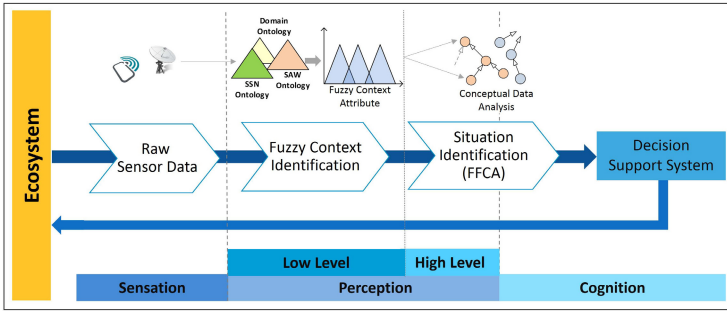 Domain
Ontology
SSN
Ontology
SAW
Ontology
Fuzzy Context
Attribute
Conceptual Data
Analysis
Ecosystem
Raw
Sensor Data
Fuzzy Context
Identification
Situation
Identification
(FFCA)
Decision
Support System
Low Level
High Level
Sensation
Perception
Cognition